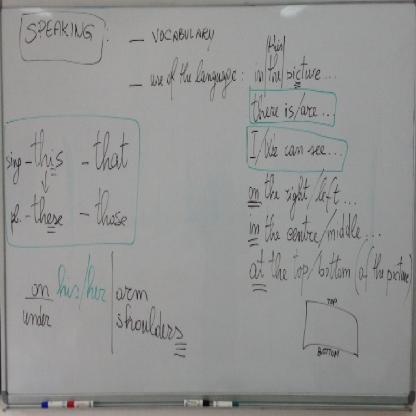 SPEAKING :
– VOCABULARY
– use of the language :
in |the| picture...
|this|
there is/are...
I/We can see...
on the right/left...
in the centre/middle...
at the top/bottom (of the picture)
TOP
BOTTOM
sing – this – that
pl. – these – those
on his/her arm
under shoulders